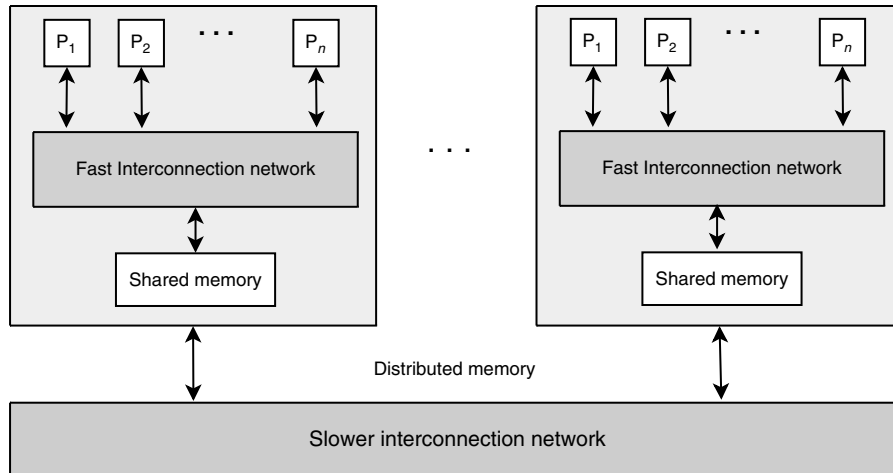 P1 P2 . . . Pn
P1 P2 . . . Pn
Fast Interconnection network
. . .
Fast Interconnection network
Shared memory
Shared memory
Distributed memory
Slower interconnection network